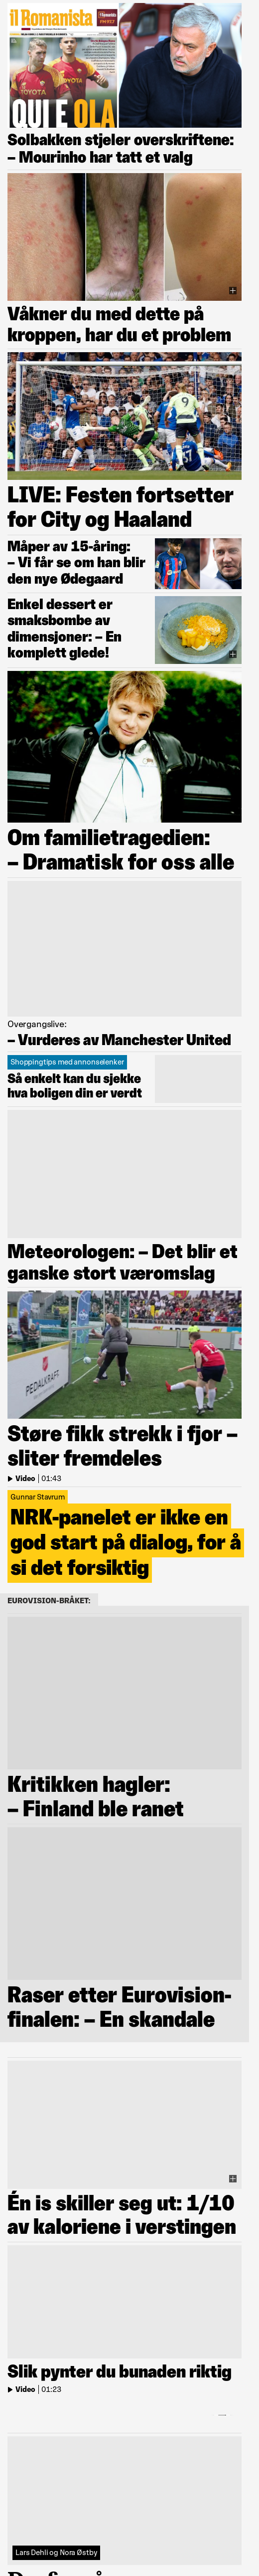 il Romanista
QUI E OLA
Solbakken stjeler overskriftene:
– Mourinho har tatt et valg
Våkner du med dette på
kroppen, har du et problem
9
LIVE: Festen fortsetter
for City og Haaland
Måper av 15-åring:
– Vi får se om han blir
den nye Ødegaard
Enkel dessert er
smaksbombe av
dimensjoner: – En
komplett glede!
Om familietragedien:
– Dramatisk for oss alle
Overgangslive:
– Vurderes av Manchester United
Shoppingtips med annonselenker
Så enkelt kan du sjekke
hva boligen din er verdt
Meteorologen: – Det blir et
ganske stort væromslag
PEDALKRAFT
Støre fikk strekk i fjor –
sliter fremdeles
Video | 01:43
Gunnar Stavrum
NRK-panelet er ikke en
god start på dialog, for å
si det forsiktig
EUROVISION-BRÅKET:
Kritikken hagler:
– Finland ble ranet
Raser etter Eurovision-
finalen: – En skandale
Én is skiller seg ut: 1/10
av kaloriene i verstingen
Slik pynter du bunaden riktig
Video | 01:23
Lars Dehli og Nora Østby